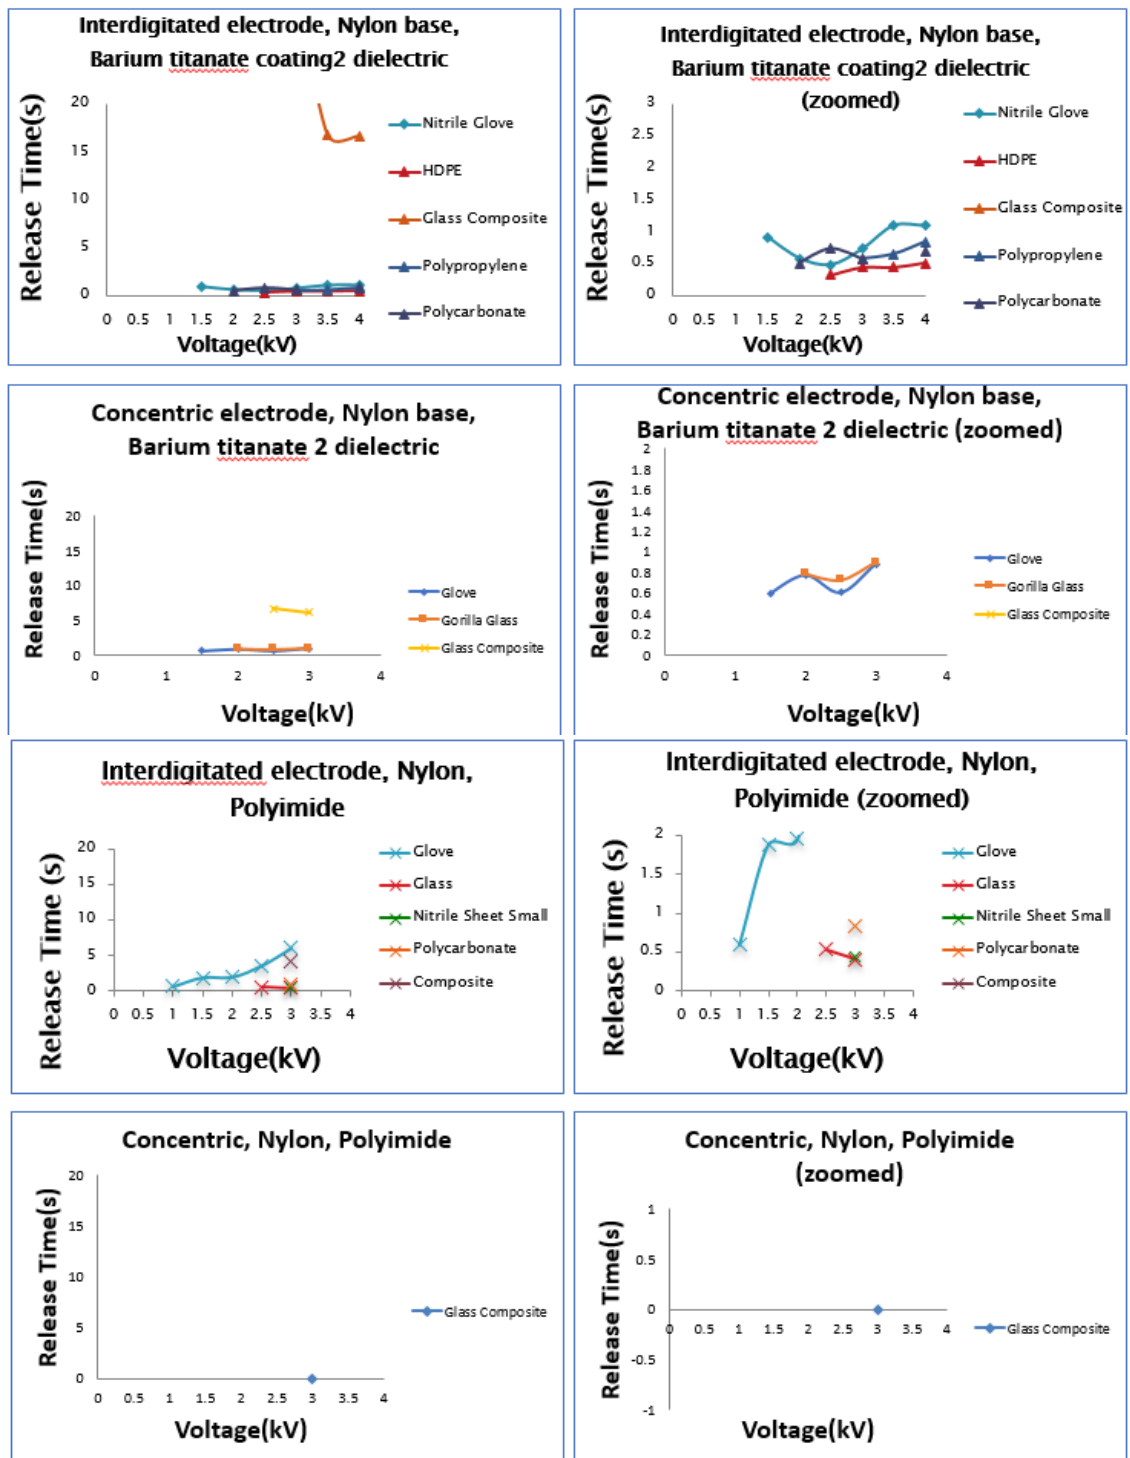 Interdigitated electrode, Nylon base,
Barium titanate coating2 dielectric
Release Time(s)
20
15
10
5
0
0 0.5 1 1.5 2 2.5 3 3.5 4
Voltage(kV)
Nitrile Glove
HDPE
Glass Composite
Polypropylene
Polycarbonate
Interdigitated electrode, Nylon base,
Barium titanate coating2 dielectric
(zoomed)
Release Time(s)
3
2.5
2
1.5
1
0.5
0
0 0.5 1 1.5 2 2.5 3 3.5 4
Voltage(kV)
Nitrile Glove
HDPE
Glass Composite
Polypropylene
Polycarbonate
Concentric electrode, Nylon base,
Barium titanate 2 dielectric
Release Time(s)
20
15
10
5
0
0 1 2 3 4
Voltage(kV)
Glove
Gorilla Glass
Glass Composite
Concentric electrode, Nylon base,
Barium titanate 2 dielectric (zoomed)
Release Time(s)
2
1.8
1.6
1.4
1.2
1
0.8
0.6
0.4
0.2
0
0 1 2 3 4
Voltage(kV)
Glove
Gorilla Glass
Glass Composite
Interdigitated electrode, Nylon,
Polyimide
Release Time (s)
20
15
10
5
0
0 0.5 1 1.5 2 2.5 3 3.5 4
Voltage(kV)
Glove
Glass
Nitrile Sheet Small
Polycarbonate
Composite
Interdigitated electrode, Nylon,
Polyimide (zoomed)
Release Time (s)
2
1.5
1
0.5
0
0 0.5 1 1.5 2 2.5 3 3.5 4
Voltage(kV)
Glove
Glass
Nitrile Sheet Small
Polycarbonate
Composite
Concentric, Nylon, Polyimide
Release Time(s)
20
15
10
5
0
0 0.5 1 1.5 2 2.5 3 3.5 4
Voltage(kV)
Glass Composite
Concentric, Nylon, Polyimide
(zoomed)
Release Time(s)
1
0.5
0
-0.5
-1
0 0.5 1 1.5 2 2.5 3 3.5 4
Voltage(kV)
Glass Composite